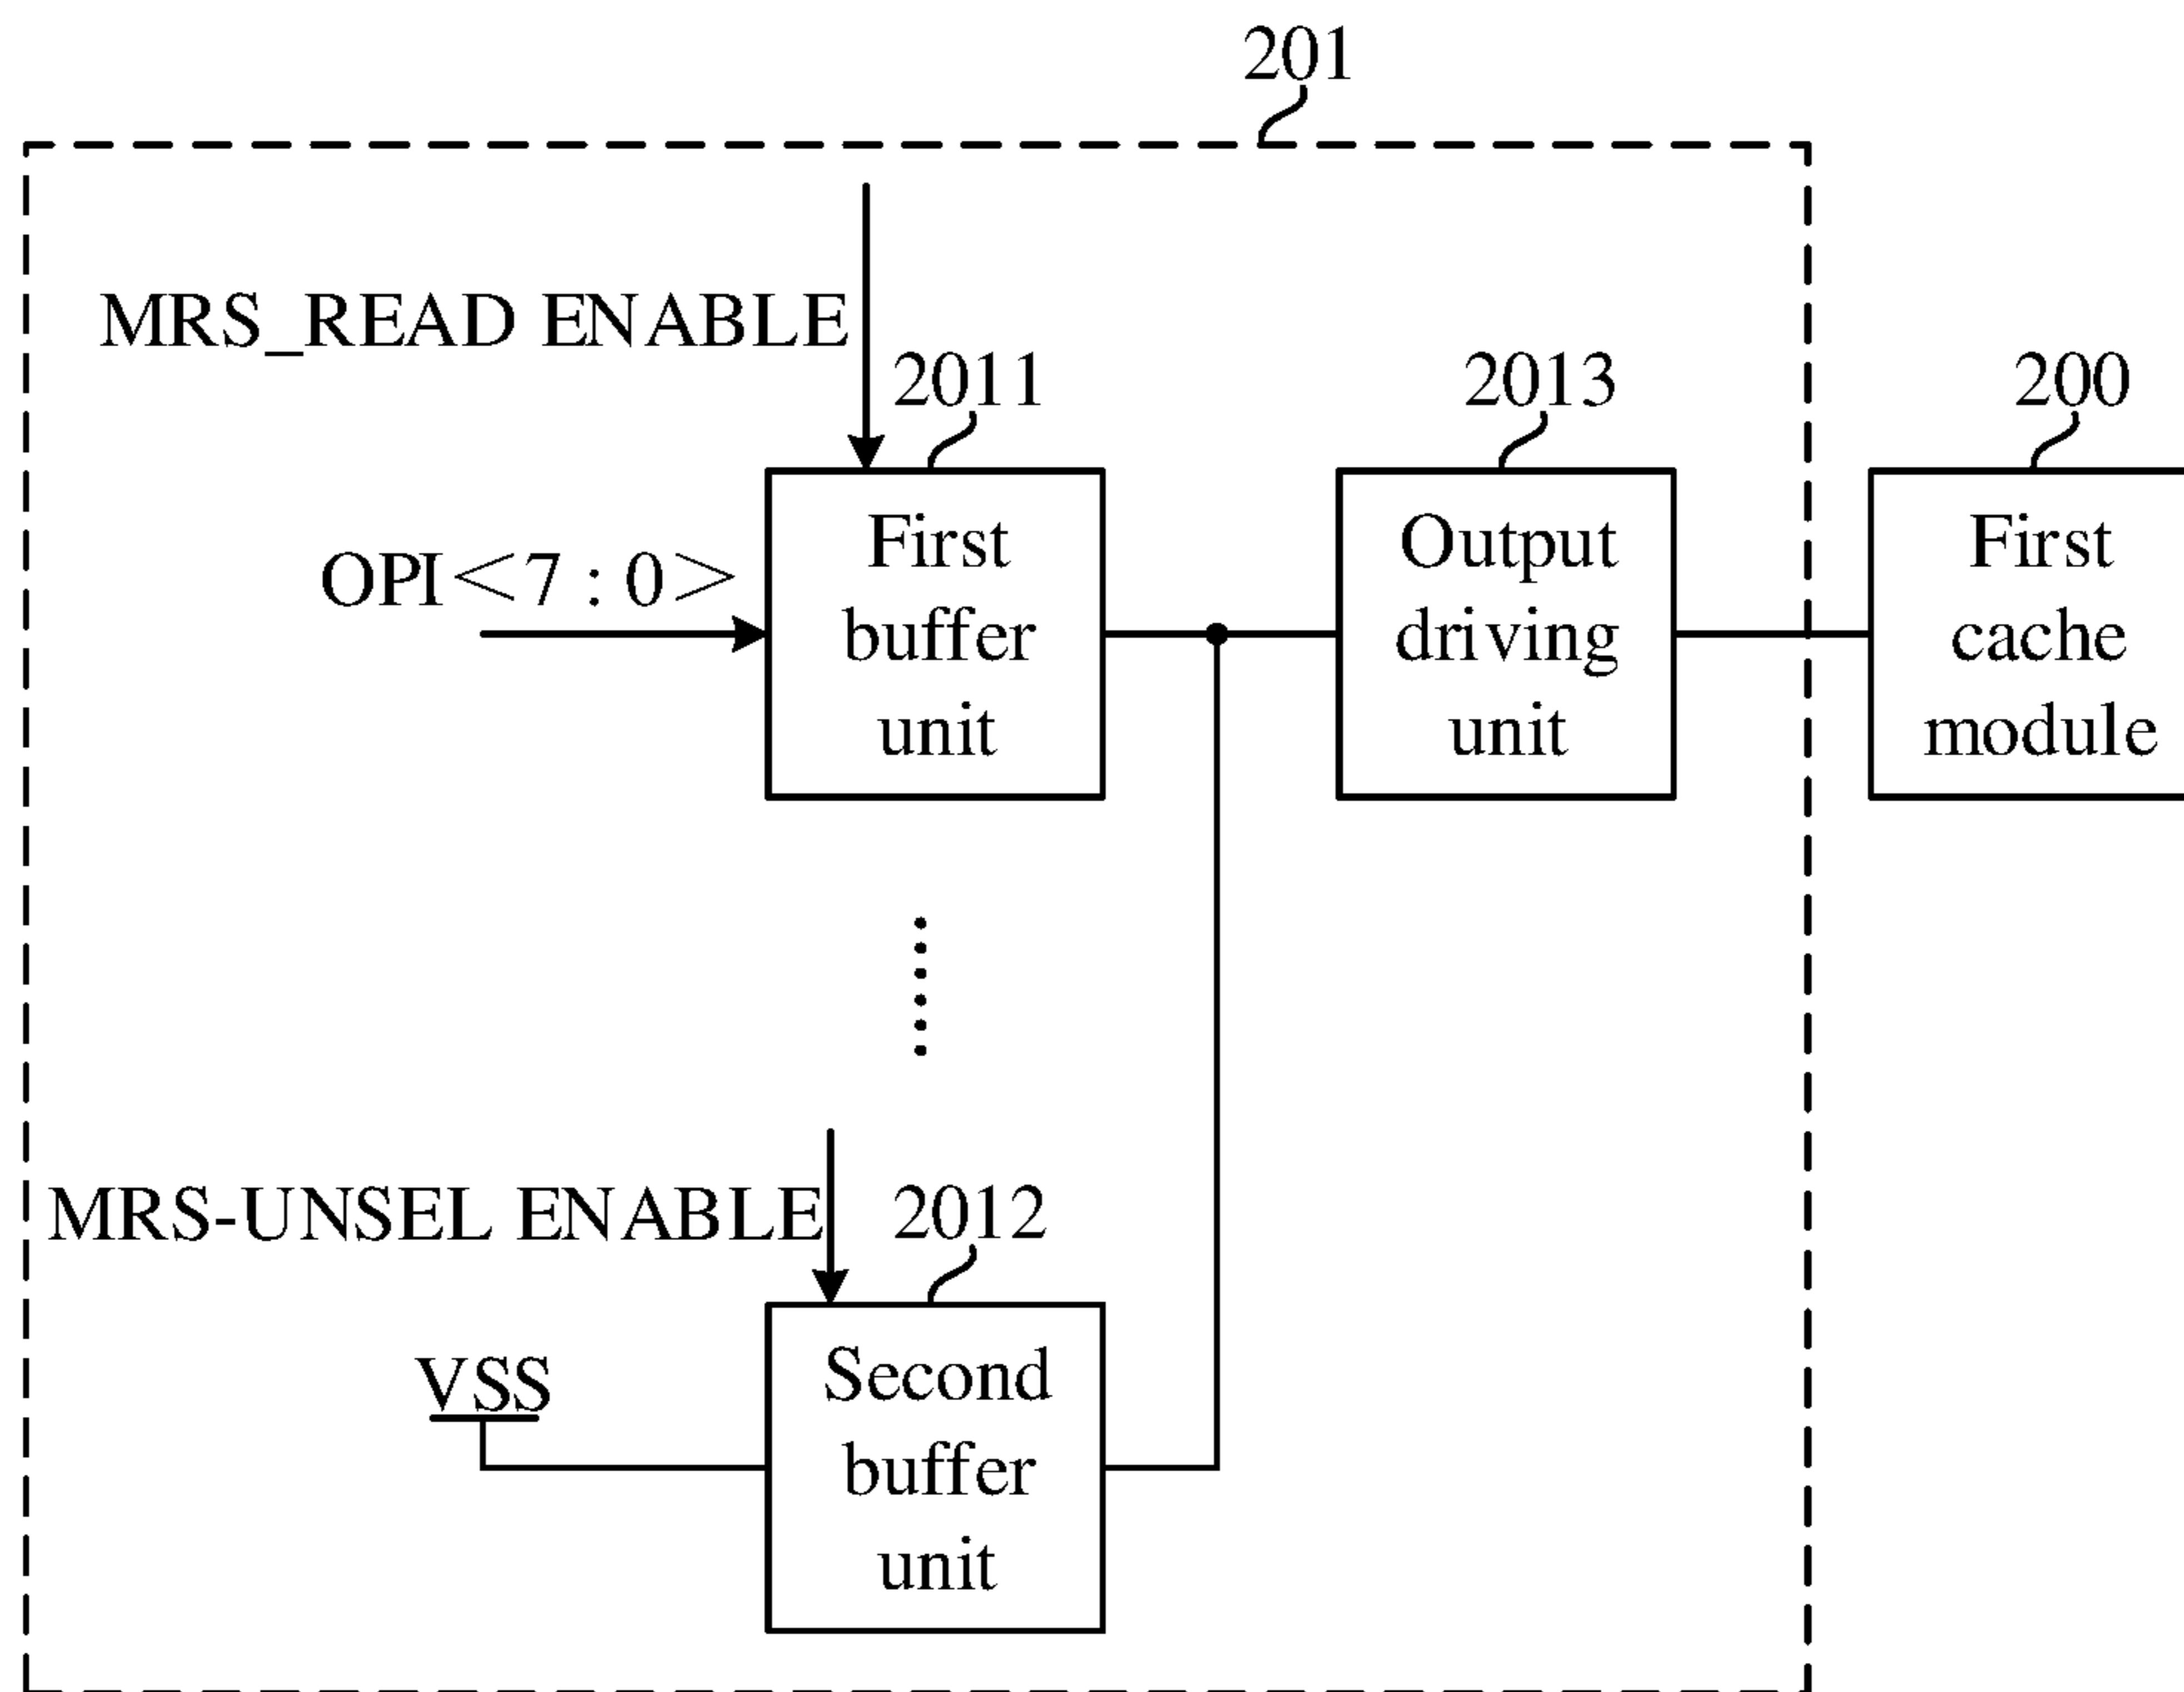 201
MRS_READ ENABLE
2011
2013
200
OPI<7 : 0>
First
buffer
unit
Output
driving
unit
First
cache
module
MRS-UNSEL ENABLE
2012
VSS
Second
buffer
unit